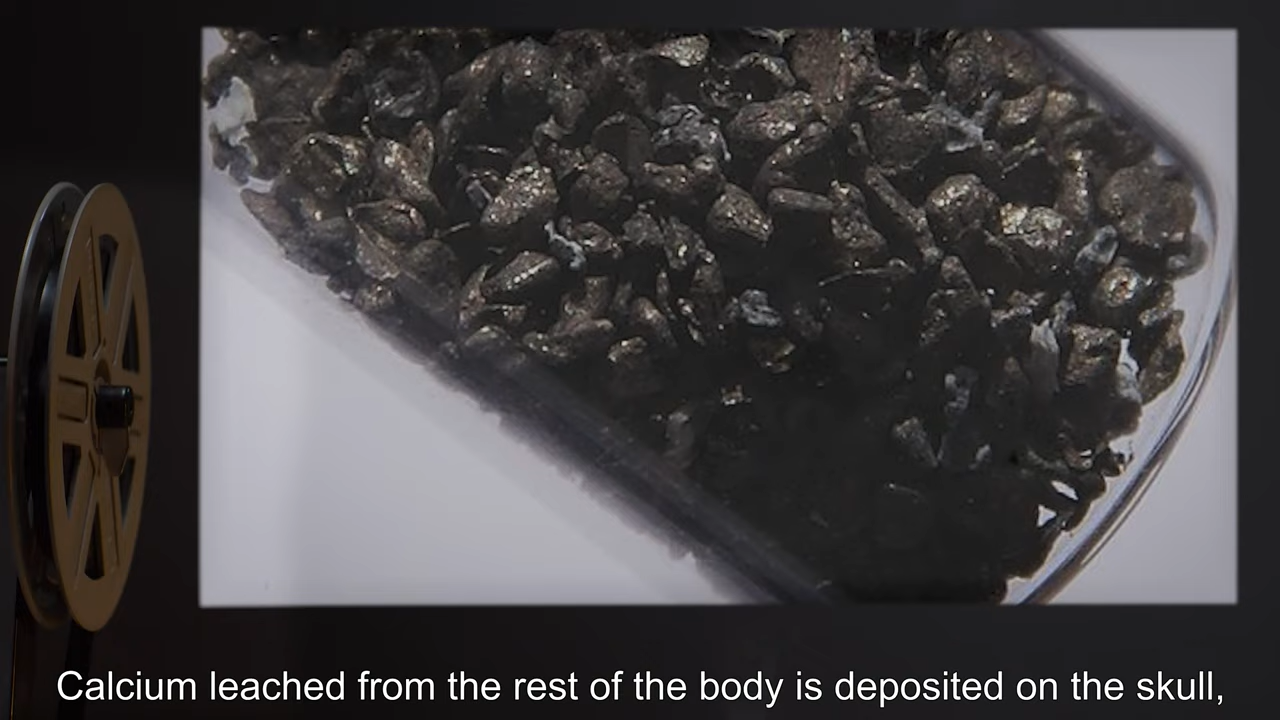 Calcium leached from the rest of the body is deposited on the skull,